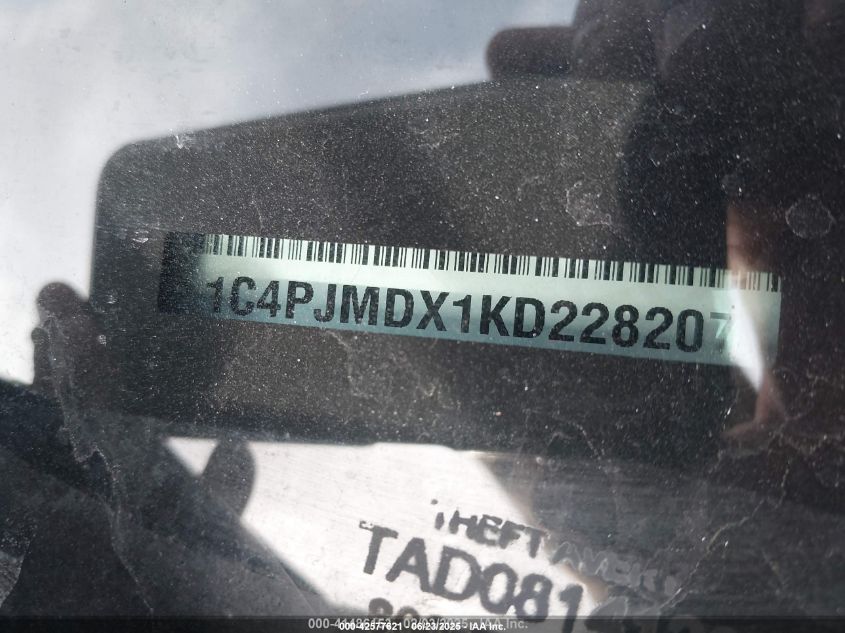 1C4PJMDX1KD228207
THEFT
TAD081
000-42577621 - 06/23/2025 - IAA Inc.